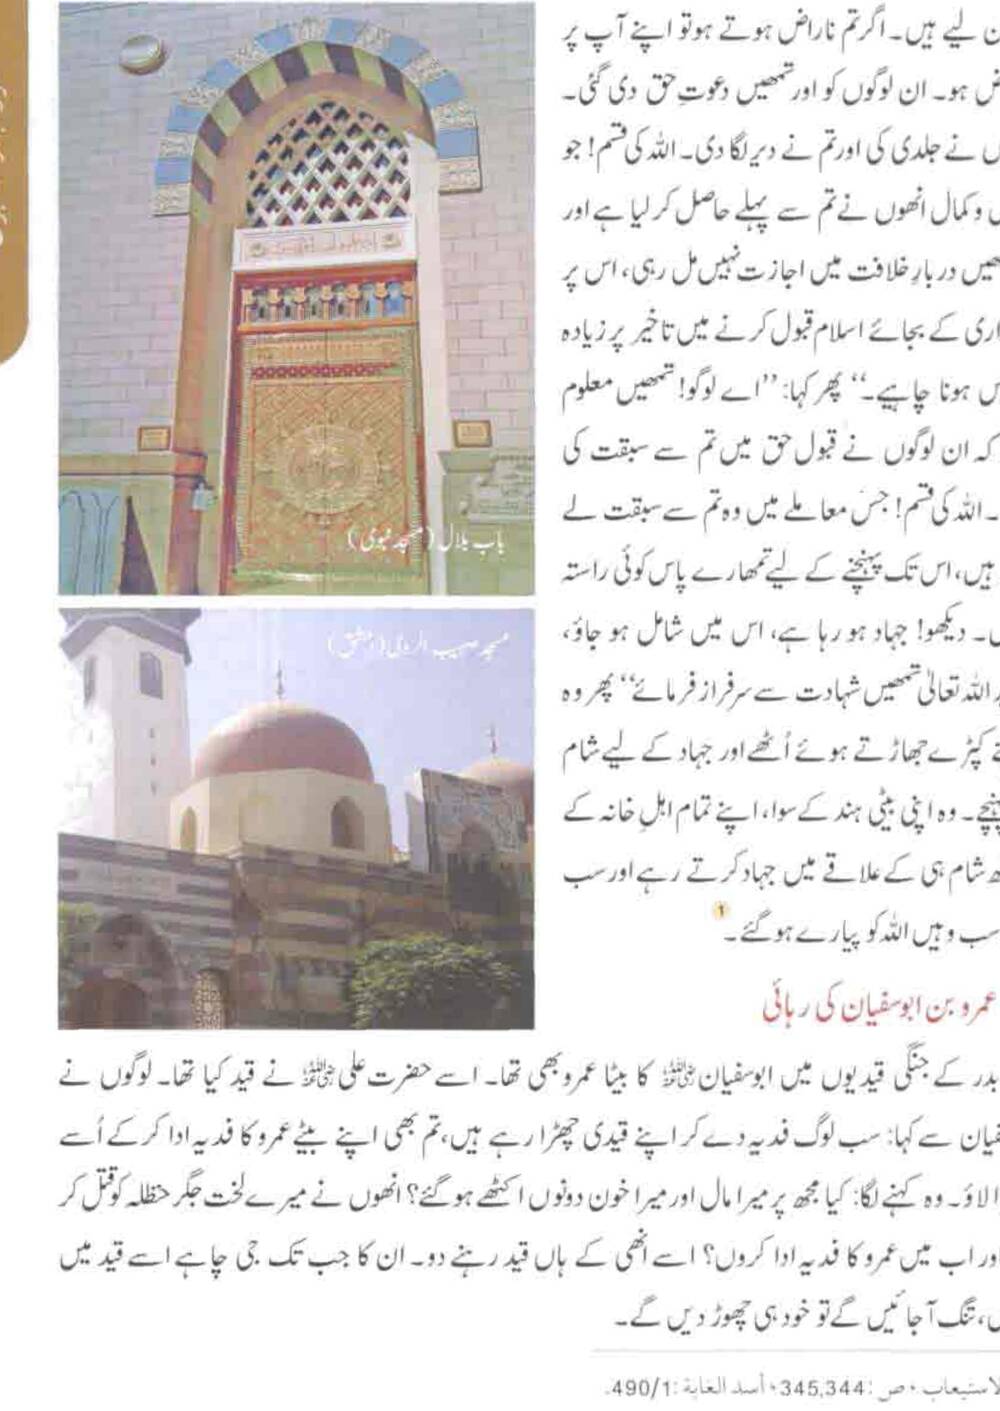 لیے ہیں۔ اگر تم ناراض ہوتے ہو تو اپنے آپ پر
ہو۔ ان لوگوں کو اور تمھیں دعوتِ حق دی گئی۔
نے جلدی کی اور تم نے دیر لگا دی۔ اللہ کی قسم! جو
و کمال انھوں نے تم سے پہلے حاصل کر لیا ہے اور
دربارِ خلافت میں اجازت نہیں مل رہی، اس پر
کے بجائے اسلام قبول کرنے میں تاخیر پر زیادہ
ہونا چاہیے۔‘‘ پھر کہا: ’’اے لوگو! تمھیں معلوم
کہ ان لوگوں نے قبول حق میں تم سے سبقت کی
۔ اللہ کی قسم! جس معاملے میں وہ تم سے سبقت لے
ہیں، اس تک پہنچنے کے لیے تمھارے پاس کوئی راستہ
۔ دیکھو! جہاد ہو رہا ہے، اس میں شامل ہو جاؤ،
اللہ تعالیٰ تمھیں شہادت سے سرفراز فرمائے‘‘ پھر وہ
کپڑے جھاڑتے ہوئے اُٹھے اور جہاد کے لیے شام
۔ وہ اپنی بیٹی ہند کے سوا، اپنے تمام اہلِ خانہ کے
شام ہی کے علاقے میں جہاد کرتے رہے اور سب
سب وہیں اللہ کو پیارے ہو گئے۔ ①
باب بلال (مسجد نبوی)
مسجد صہیب الرومی (دمشق)
عمرو بن ابوسفیان کی رہائی
بدر کے جنگی قیدیوں میں ابوسفیان رضی اللہ عنہ کا بیٹا عمرو بھی تھا۔ اسے حضرت علی رضی اللہ عنہ نے قید کیا تھا۔ لوگوں نے
سے کہا: سب لوگ فدیہ دے کر اپنے قیدی چھڑا رہے ہیں، تم بھی اپنے بیٹے عمرو کا فدیہ ادا کر کے اُسے
لاؤ۔ وہ کہنے لگا: کیا مجھ پر میرا مال اور میرا خون دونوں اکٹھے ہو گئے؟ انھوں نے میرے لخت جگر حنظلہ کو قتل کر
اور اب میں عمرو کا فدیہ ادا کروں؟ اسے انھی کے ہاں قید رہنے دو۔ ان کا جب تک جی چاہے اسے قید میں
، تنگ آ جائیں گے تو خود ہی چھوڑ دیں گے۔
الاستیعاب، ص: 345,344، أسد الغابة: 490/1.